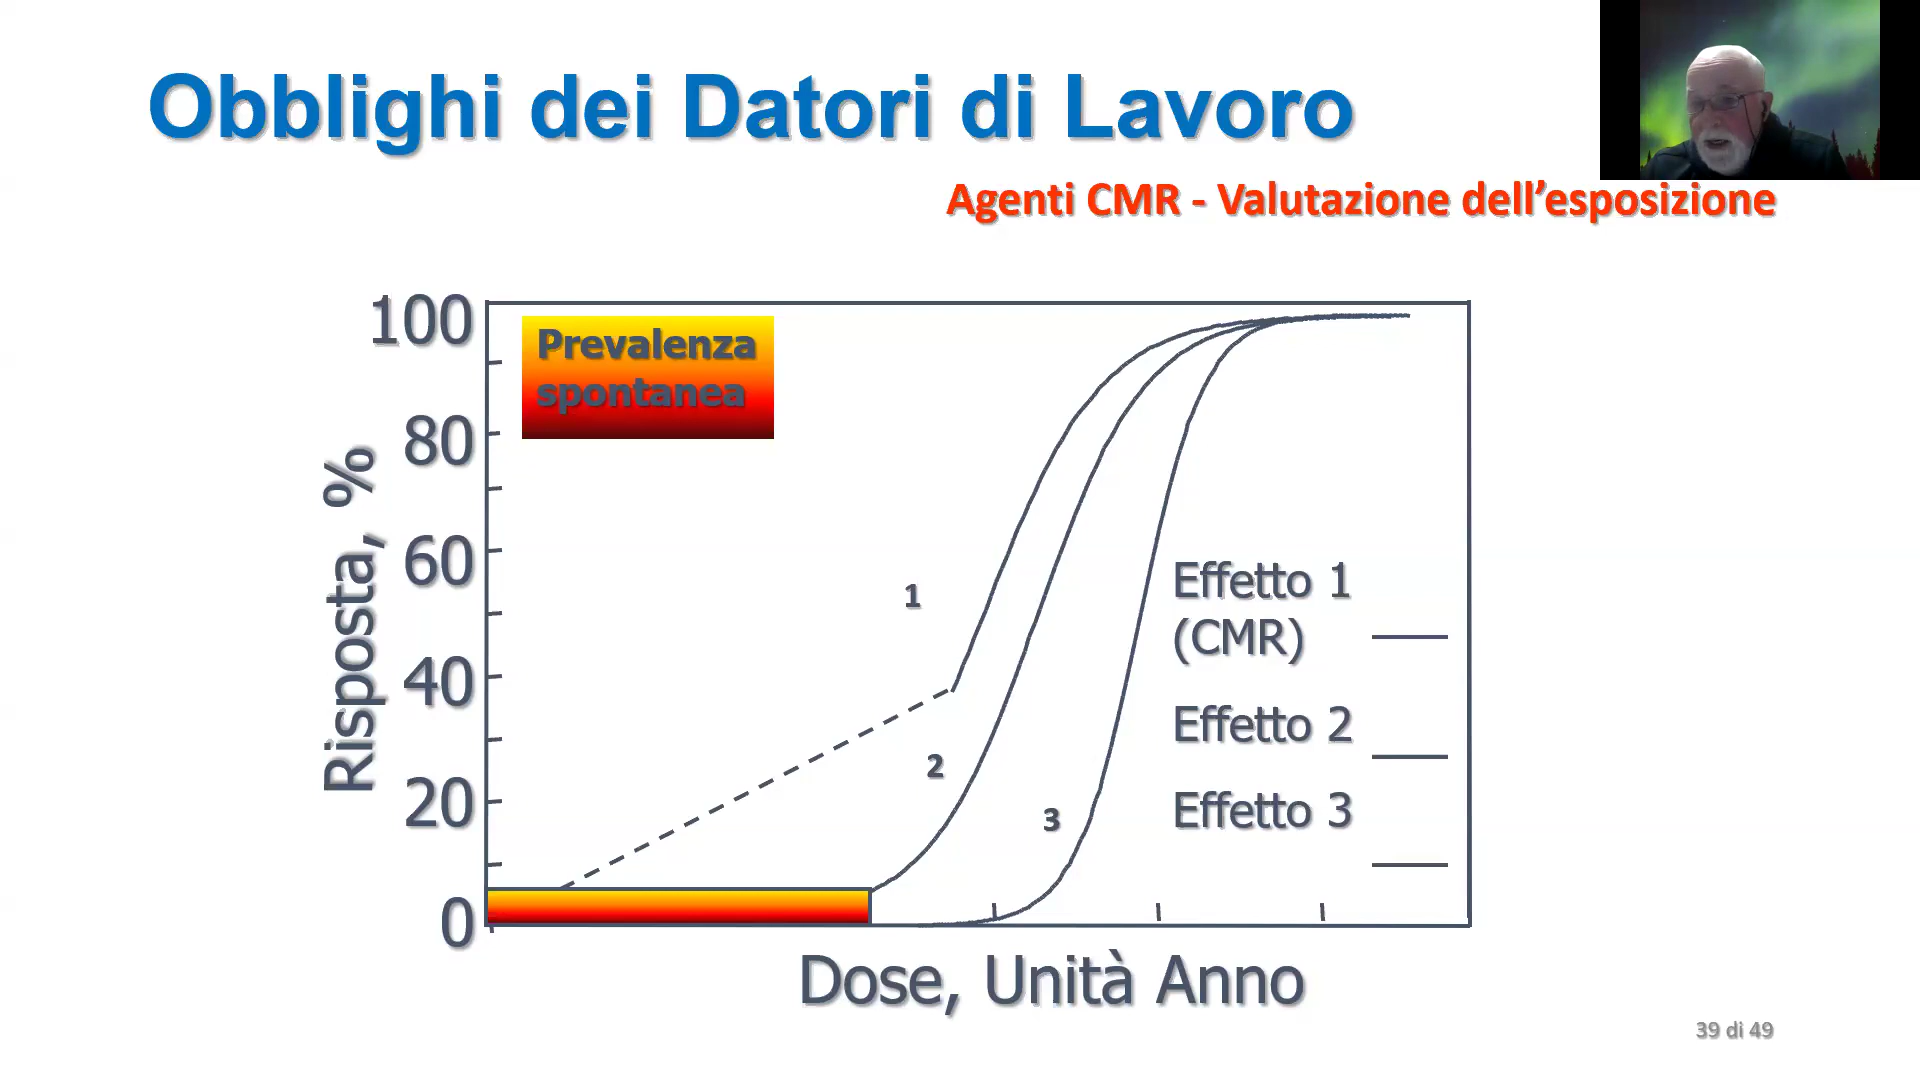 Obblighi dei Datori di Lavoro
Agenti CMR - Valutazione dell’esposizione
Prevalenza
spontanea
100
80
60
40
20
0
Risposta, %
1
2
3
Effetto 1
(CMR)
Effetto 2
Effetto 3
Dose, Unità Anno
39 di 49